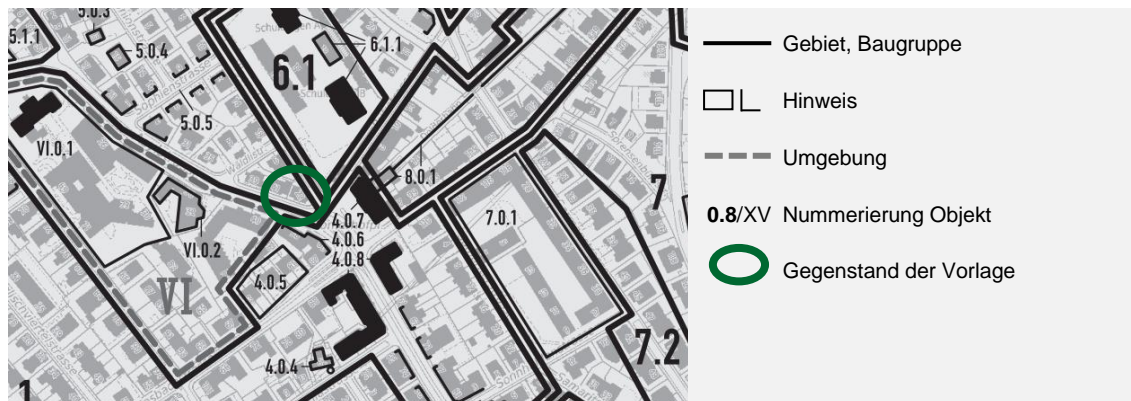 5.0.3
5.1.1
5.0.4
6.1.1
6.1
Sophienstrasse
5.0.5
VI.0.1
8.0.1
7
VI.0.2
4.0.7
4.0.6
4.0.8
7.0.1
4.0.5
VI
7.2
4.0.4
1
Gebiet, Baugruppe
Hinweis
Umgebung
0.8/XV Nummerierung Objekt
Gegenstand der Vorlage